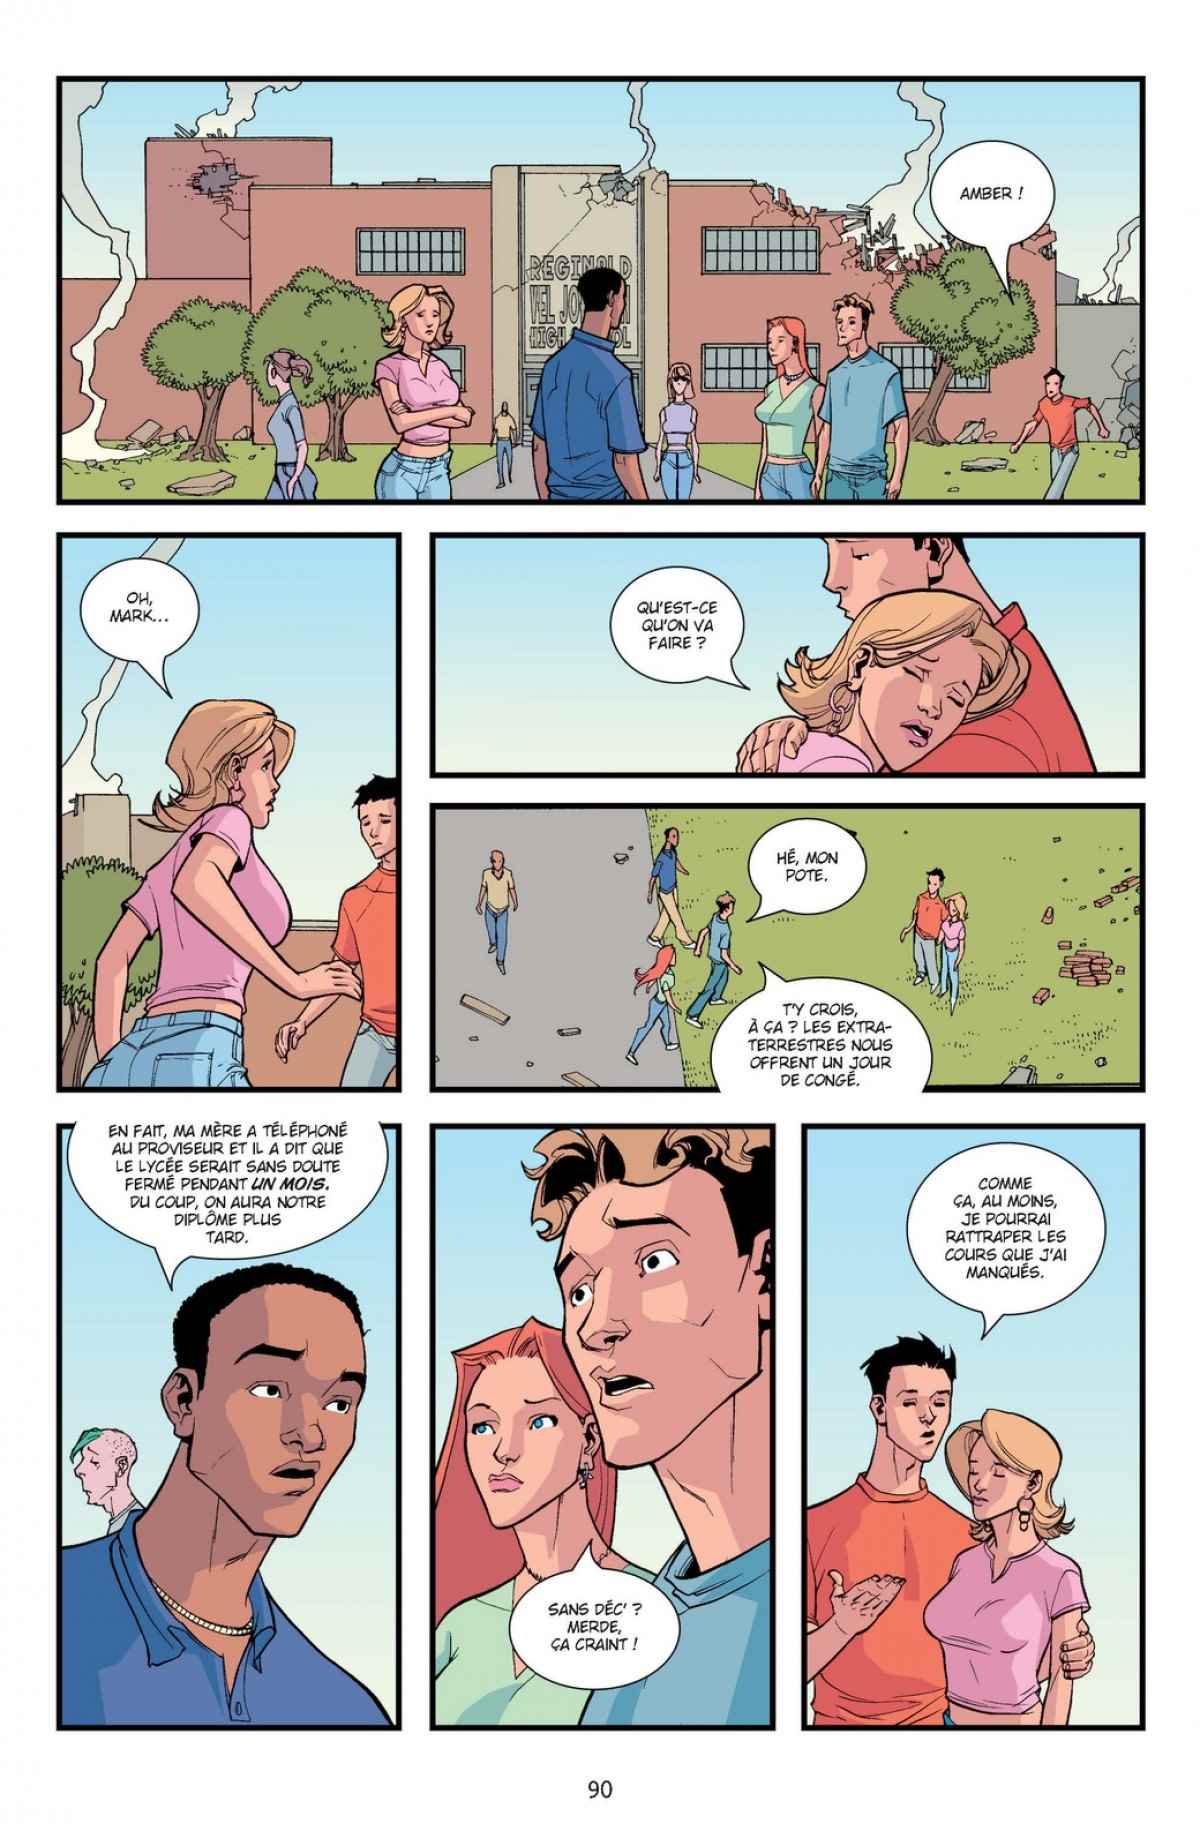 AMBER !
REGINALD
VEL JO
HIGH
OH,
MARK...
QU'EST-CE
QU'ON VA
FAIRE ?
HÉ, MON
POTE.
T'Y CROIS,
À ÇA ? LES EXTRA-
TERRESTRES NOUS
OFFRENT UN JOUR
DE CONGÉ.
EN FAIT, MA MÈRE A TÉLÉPHONÉ
AU PROVISEUR ET IL A DIT QUE
LE LYCÉE SERAIT SANS DOUTE
FERMÉ PENDANT UN MOIS.
DU COUP, ON AURA NOTRE
DIPLÔME PLUS
TARD.
SANS DÉC' ?
MERDE,
ÇA CRAINT !
COMME
ÇA, AU MOINS,
JE POURRAI
RATTRAPER LES
COURS QUE J'AI
MANQUÉS.
90